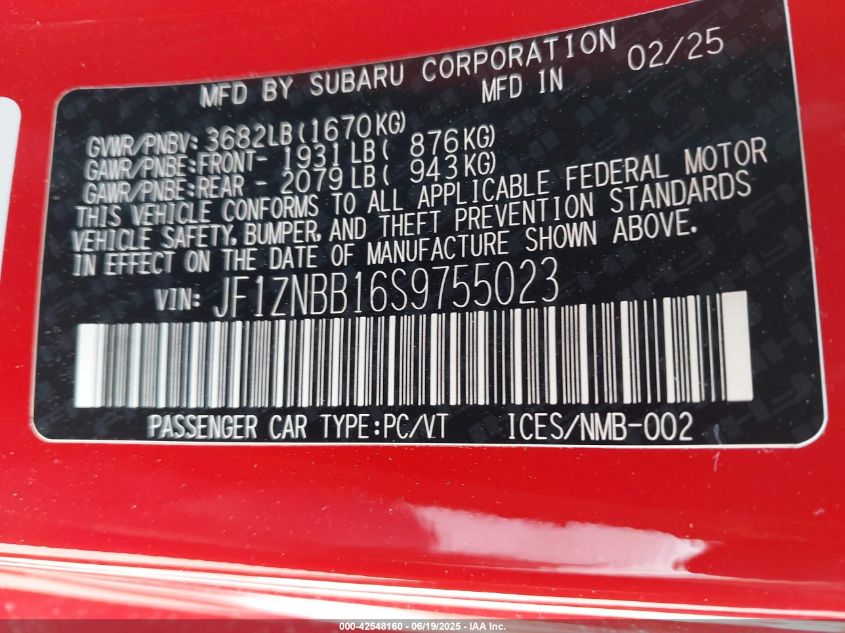 MFD BY SUBARU CORPORATION
MFD IN 02/25
GVWR/PNBV: 3682LB(1670KG)
GAWR/PNBE:FRONT- 1931LB( 876KG)
GAWR/PNBE:REAR - 2079LB( 943KG)
THIS VEHICLE CONFORMS TO ALL APPLICABLE FEDERAL MOTOR
VEHICLE SAFETY, BUMPER, AND THEFT PREVENTION STANDARDS
IN EFFECT ON THE DATE OF MANUFACTURE SHOWN ABOVE.
VIN: JF1ZNBB16S9755023
PASSENGER CAR TYPE:PC/VT ICES/NMB-002
000-42548160 - 06/19/2025 - IAA Inc.